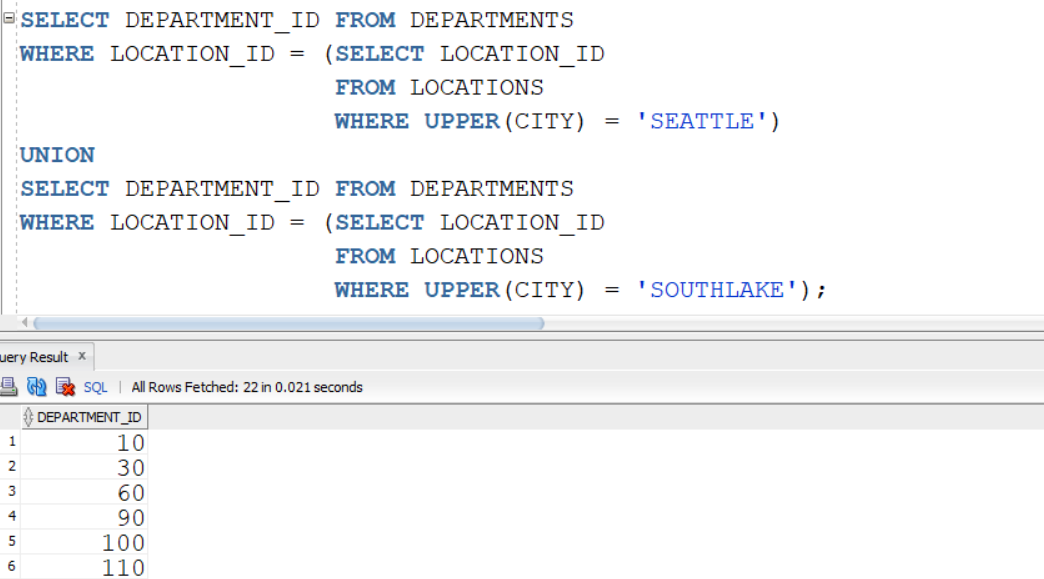 SELECT DEPARTMENT_ID FROM DEPARTMENTS
WHERE LOCATION_ID = (SELECT LOCATION_ID
FROM LOCATIONS
WHERE UPPER(CITY) = 'SEATTLE')
UNION
SELECT DEPARTMENT_ID FROM DEPARTMENTS
WHERE LOCATION_ID = (SELECT LOCATION_ID
FROM LOCATIONS
WHERE UPPER(CITY) = 'SOUTHLAKE');
uery Result x
SQL | All Rows Fetched: 22 in 0.021 seconds
DEPARTMENT_ID
1 10
2 30
3 60
4 90
5 100
6 110